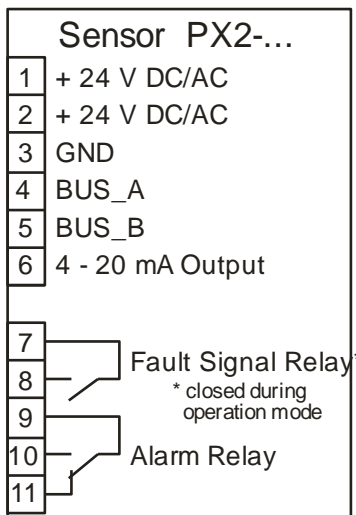 Sensor PX2-...
1 + 24 V DC/AC
2 + 24 V DC/AC
3 GND
4 BUS_A
5 BUS_B
6 4 - 20 mA Output
7
Fault Signal Relay*
8
* closed during
operation mode
9
10 Alarm Relay
11